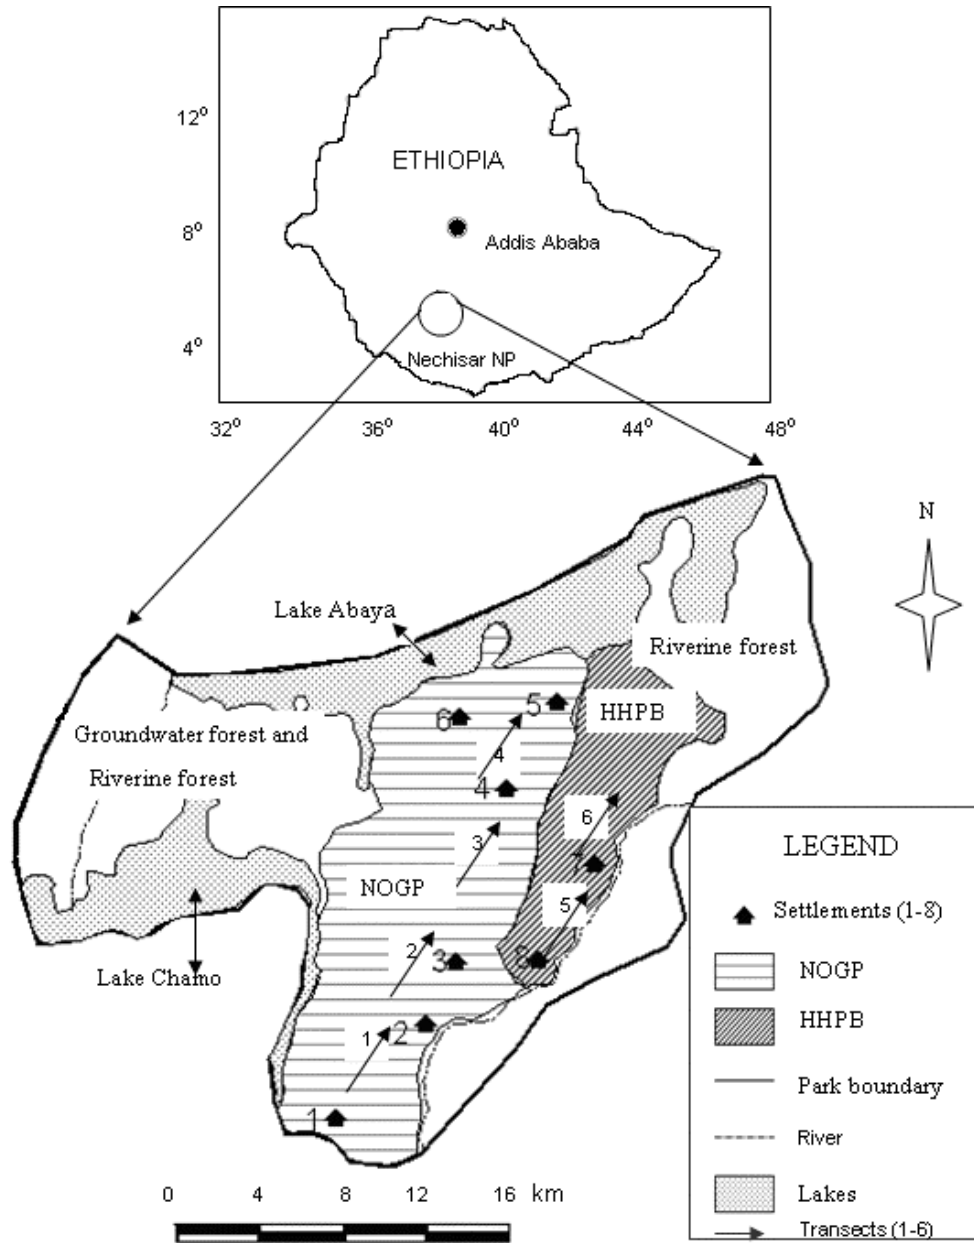 12°
ETHIOPIA
8°
Addis Ababa
4°
Nechisar NP
32°
36°
40°
44°
48°
N
Lake Abaya
Riverine forest
5
HHPB
6
Groundwater forest and
4
Riverine forest
4
6
3
7
NOGP
5
2
3
8
Lake Chamo
1
2
1
LEGEND
Settlements (1-8)
NOGP
HHPB
Park boundary
River
Lakes
Transects (1-6)
0 4 8 12 16 km